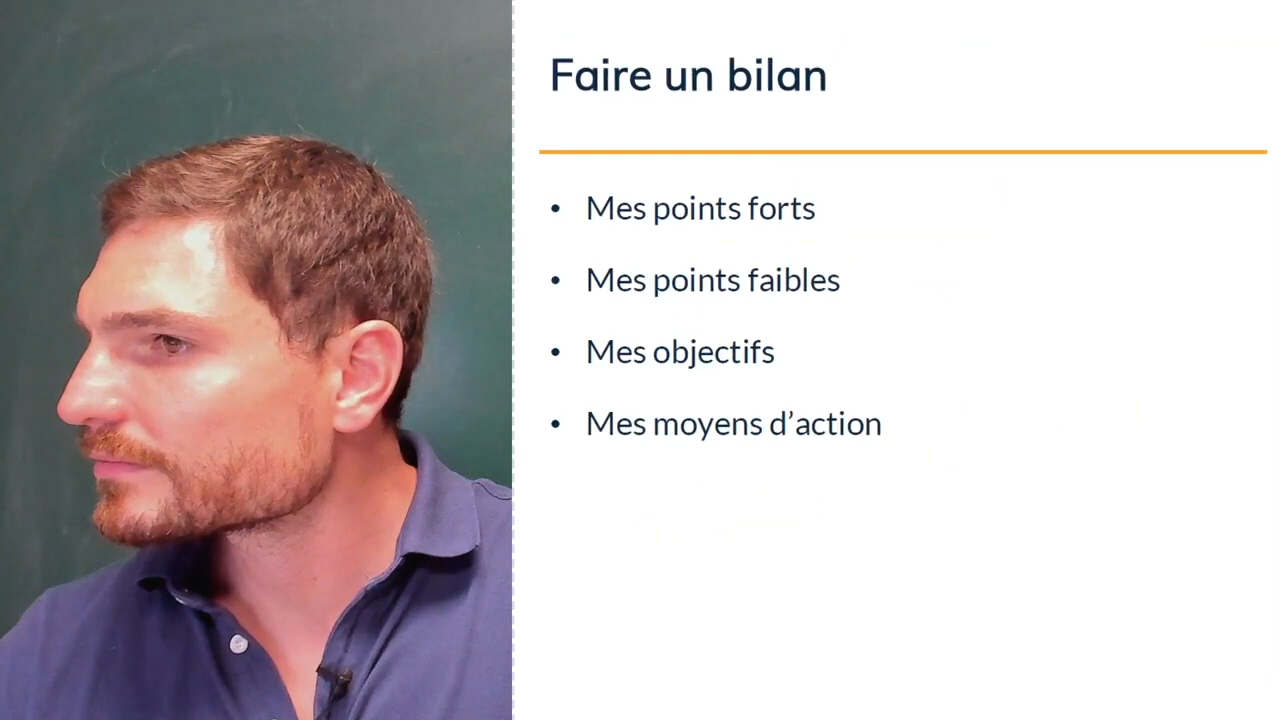 Faire un bilan
• Mes points forts
• Mes points faibles
• Mes objectifs
• Mes moyens d’action